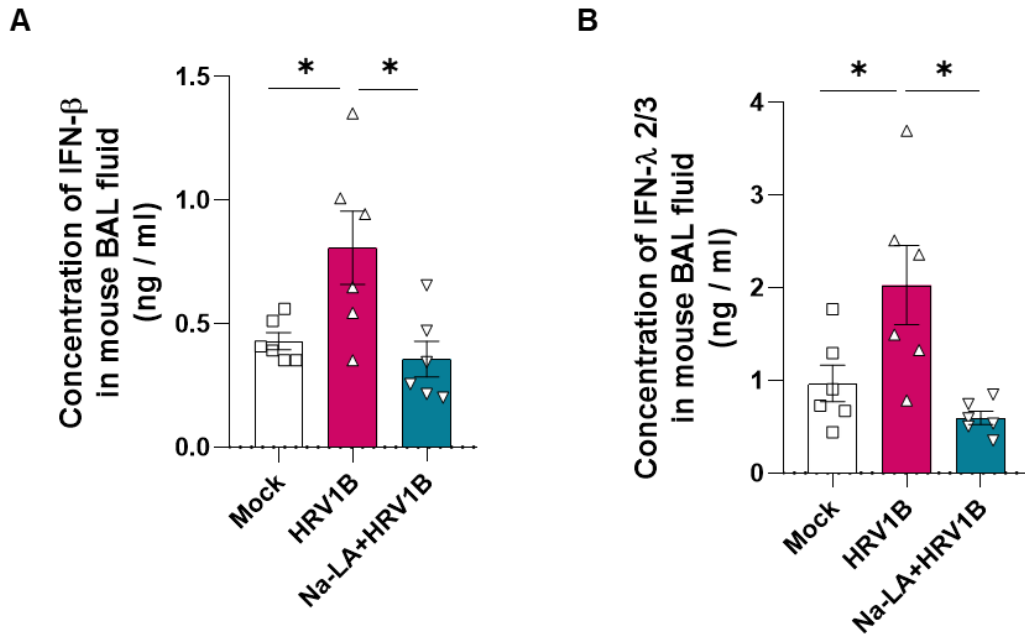 A
Concentration of IFN-β
in mouse BAL fluid
(ng / ml)
1.5
1.0
0.5
0.0
* *
Mock
HRV1B
Na-LA+HRV1B
B
Concentration of IFN-λ 2/3
in mouse BAL fluid
(ng / ml)
4
3
2
1
0
* *
Mock
HRV1B
Na-LA+HRV1B